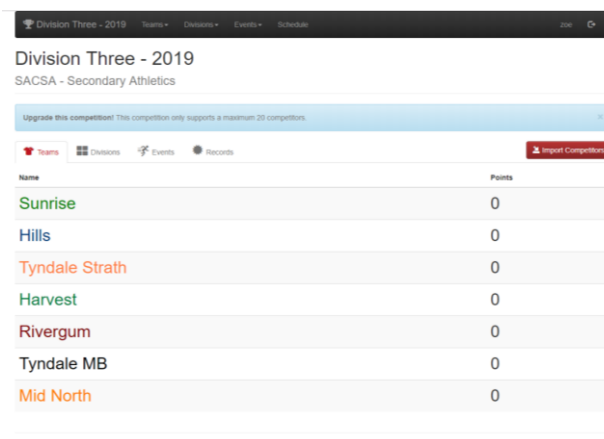 Division Three - 2019 Teams Divisions Events Schedule zoe
Division Three - 2019
SACSA - Secondary Athletics
Upgrade this competition! This competition only supports a maximum 20 competitors. ×
Teams Divisions Events Records Import Competitors
Name Points
Sunrise 0
Hills 0
Tyndale Strath 0
Harvest 0
Rivergum 0
Tyndale MB 0
Mid North 0